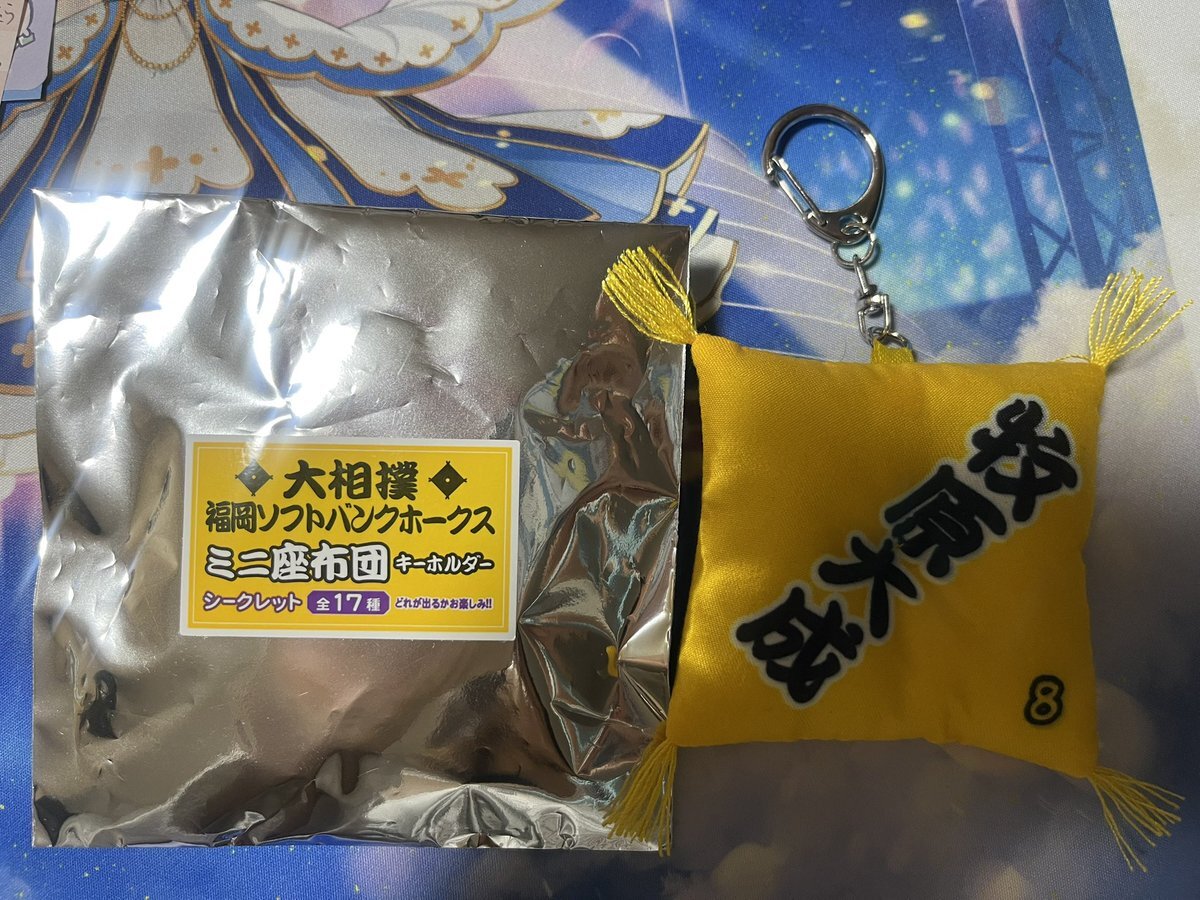 大相撲
福岡ソフトバンクホークス
ミニ座布団キーホルダー
シークレット 全17種 どれが出るかお楽しみ!!
牧原大成
8